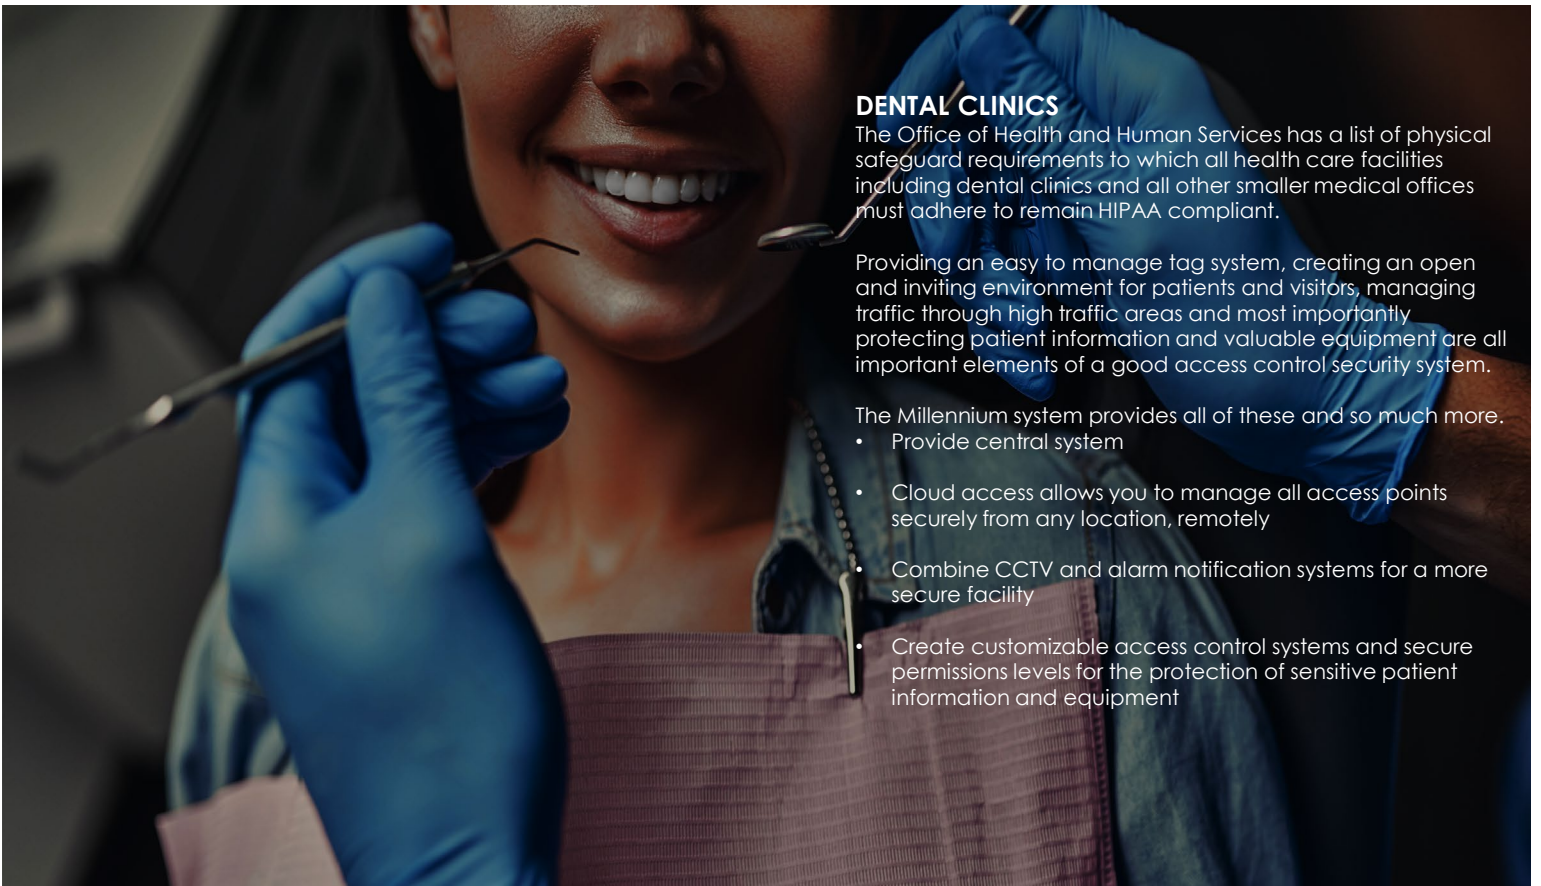 DENTAL CLINICS
The Office of Health and Human Services has a list of physical
safeguard requirements to which all health care facilities
including dental clinics and all other smaller medical offices
must adhere to remain HIPAA compliant.
Providing an easy to manage tag system, creating an open
and inviting environment for patients and visitors, managing
traffic through high traffic areas and most importantly
protecting patient information and valuable equipment are all
important elements of a good access control security system.
The Millennium system provides all of these and so much more.
• Provide central system
• Cloud access allows you to manage all access points
securely from any location, remotely
• Combine CCTV and alarm notification systems for a more
secure facility
• Create customizable access control systems and secure
permissions levels for the protection of sensitive patient
information and equipment